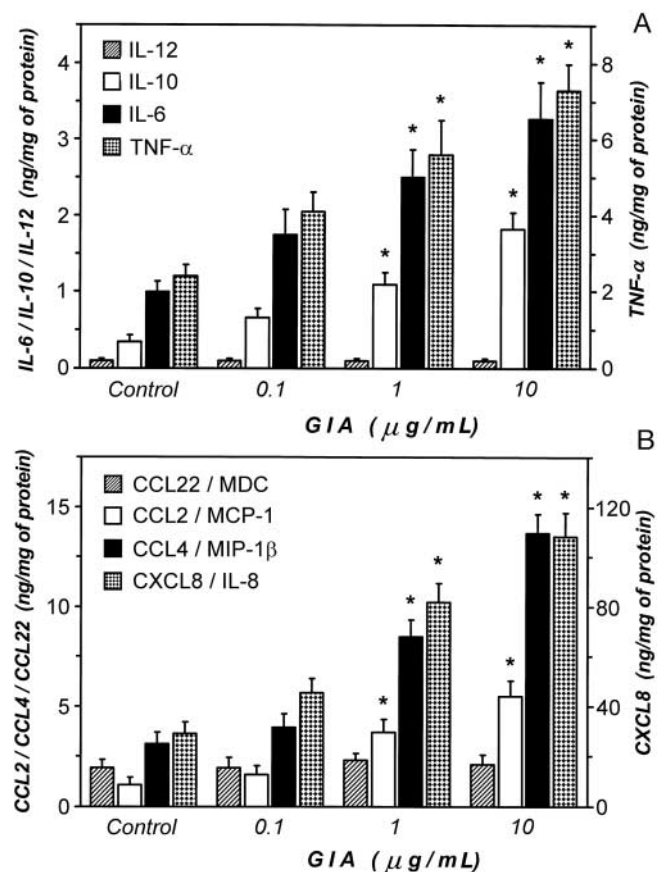 A
IL-6 / IL-10 / IL-12 (ng/mg of protein)
4
3
2
1
0
IL-12
IL-10
IL-6
TNF-α
* * * * * *
8
6
4
2
0
TNF-α (ng/mg of protein)
Control 0.1 1 10
GIA (μg/mL)
B
CCL2 / CCL4 / CCL22 (ng/mg of protein)
15
10
5
0
CCL22 / MDC
CCL2 / MCP-1
CCL4 / MIP-1β
CXCL8 / IL-8
* * * * * *
120
80
40
0
CXCL8 (ng/mg of protein)
Control 0.1 1 10
GIA (μg/mL)